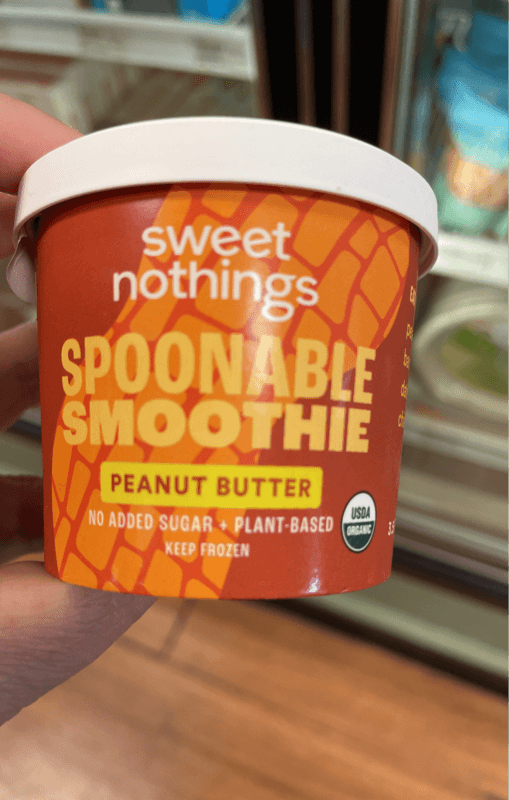 sweet
nothings
SPOONABLE
SMOOTHIE
PEANUT BUTTER
NO ADDED SUGAR + PLANT-BASED
KEEP FROZEN
USDA
ORGANIC